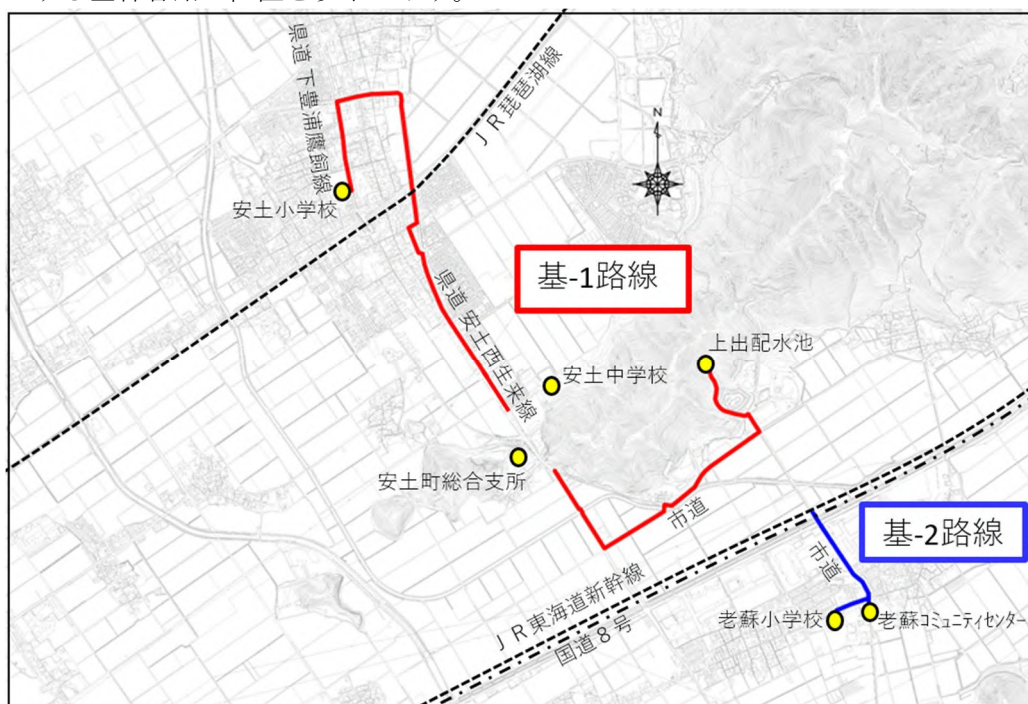 県道 下豊浦鷹飼線
JR琵琶湖線
N
安土小学校
基-1路線
県道 安土西生来線
上出配水池
安土中学校
安土町総合支所
市道
基-2路線
市道
JR東海道新幹線
国道8号
老蘇小学校
老蘇コミュニティセンター